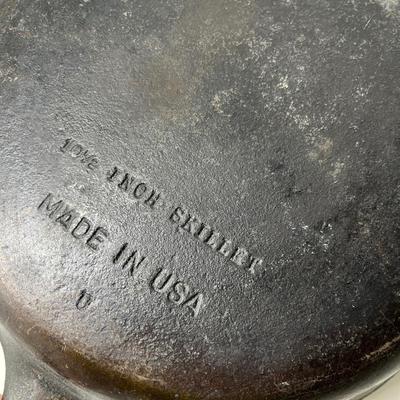 10½ INCH SKILLET
MADE IN USA
D